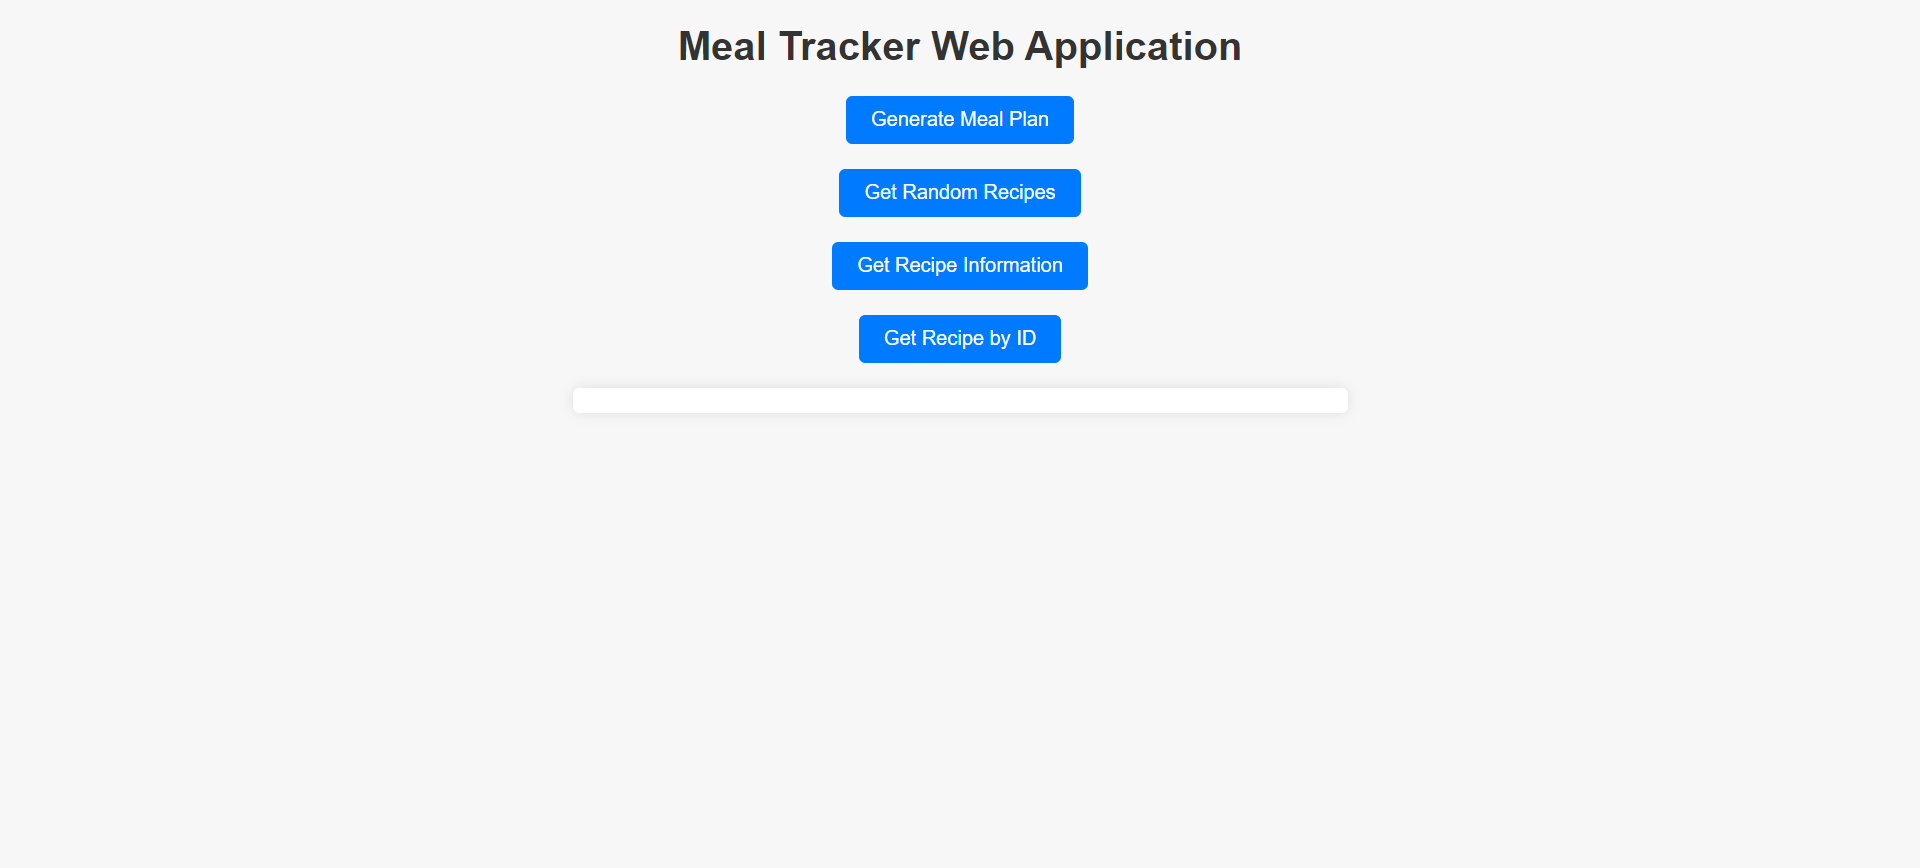 Meal Tracker Web Application
Generate Meal Plan
Get Random Recipes
Get Recipe Information
Get Recipe by ID